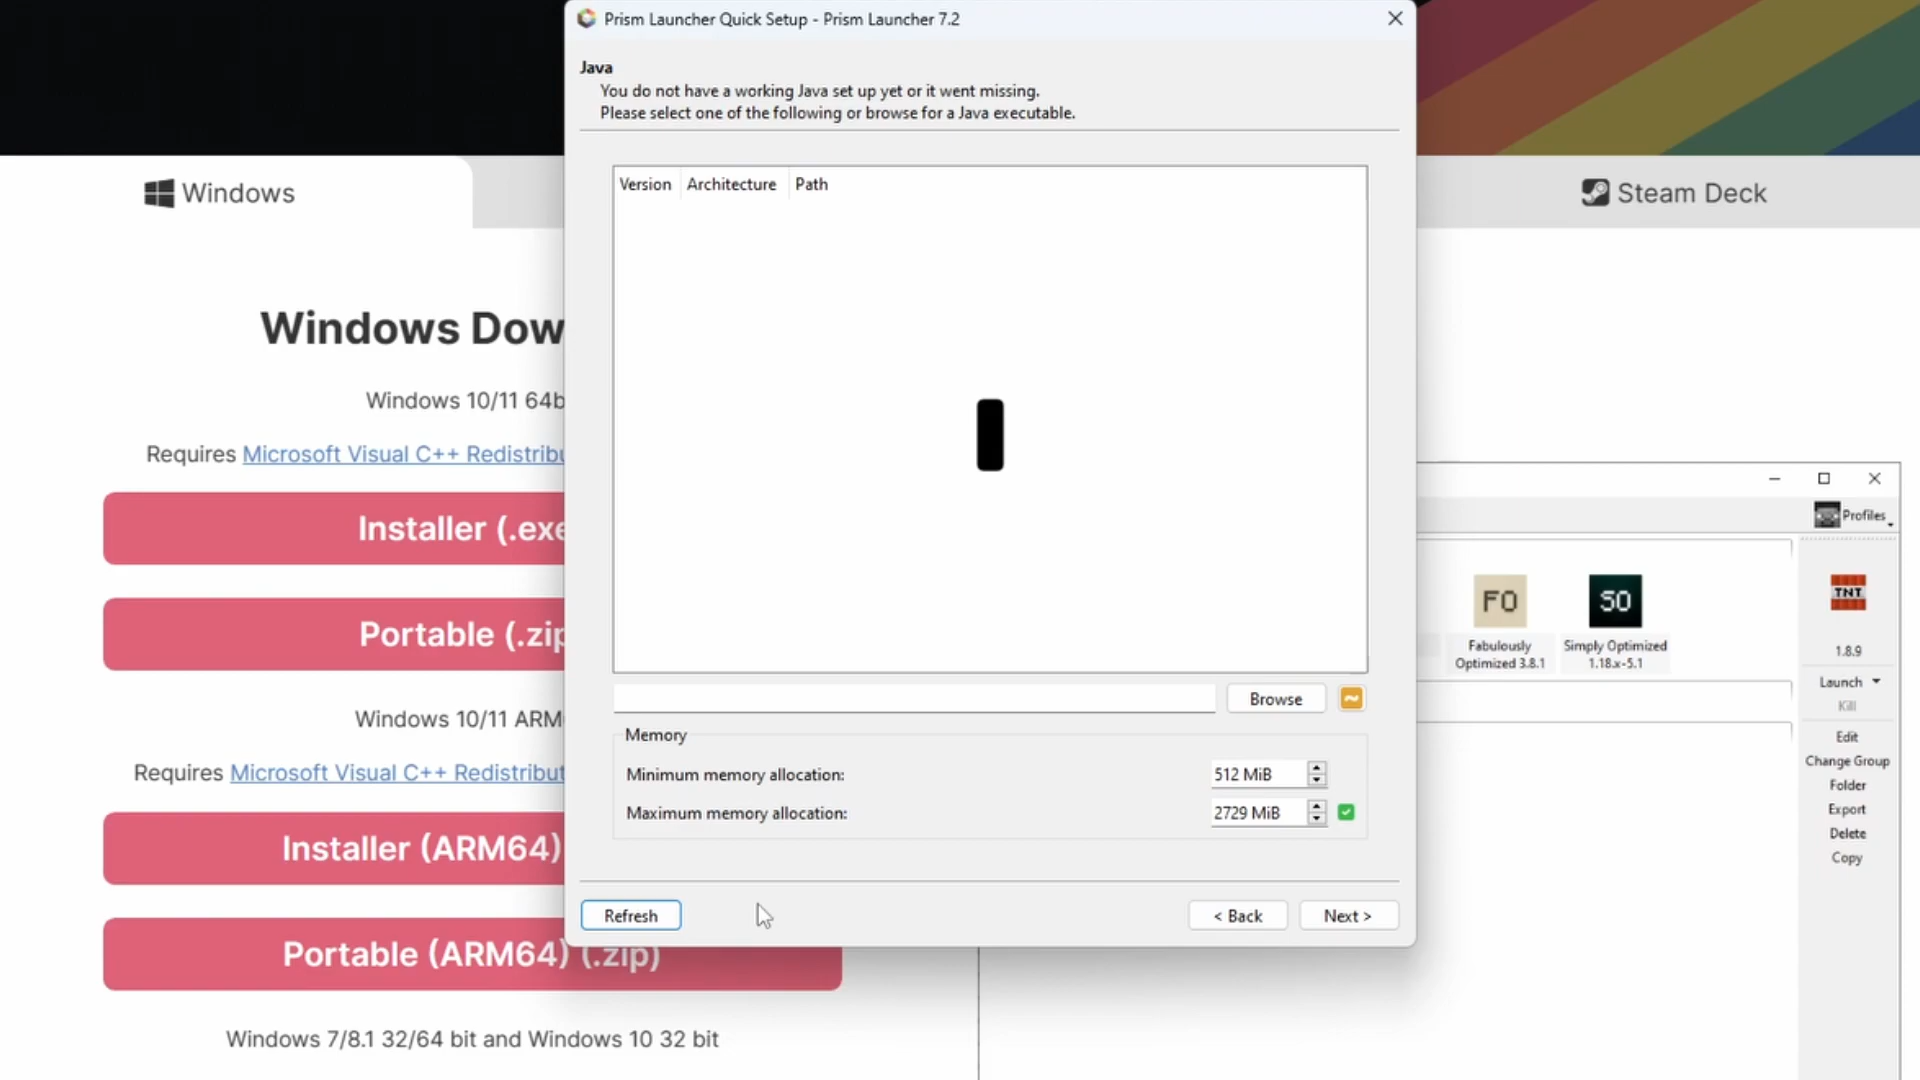 Prism Launcher Quick Setup - Prism Launcher 7.2
Java
You do not have a working Java set up yet or it went missing.
Please select one of the following or browse for a Java executable.
Version Architecture Path
Browse
Memory
Minimum memory allocation: 512 MiB
Maximum memory allocation: 2729 MiB
Refresh
< Back
Next >
Windows
Steam Deck
Windows Dow
Windows 10/11 64b
Requires Microsoft Visual C++ Redistribu
Installer (.exe
Portable (.zip
Windows 10/11 ARM
Requires Microsoft Visual C++ Redistribut
Installer (ARM64)
Portable (ARM64) (.zip)
Windows 7/8.1 32/64 bit and Windows 10 32 bit
Profiles
FO
Fabulously
Optimized 3.8.1
SO
Simply Optimized
1.18.x-5.1
TNT
1.8.9
Launch
Kill
Edit
Change Group
Folder
Export
Delete
Copy